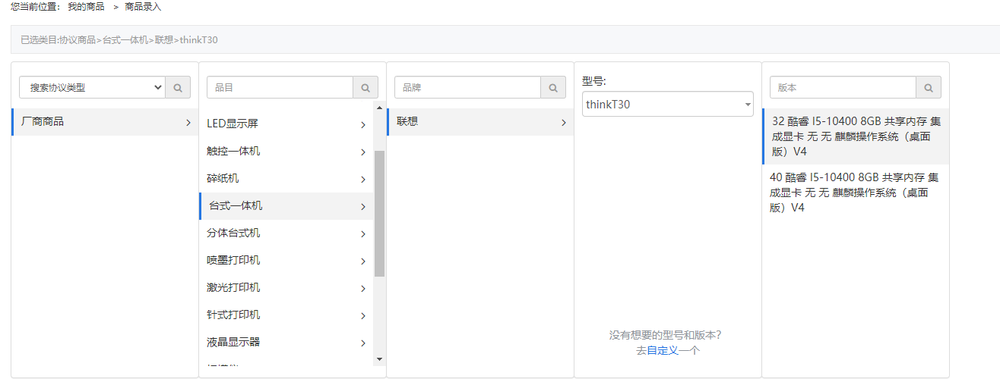 您当前位置： 我的商品 > 商品录入
已选类目:协议商品>台式一体机>联想>thinkT30
搜索协议类型
厂商商品
品目
LED显示屏
触控一体机
碎纸机
台式一体机
分体台式机
喷墨打印机
激光打印机
针式打印机
液晶显示器
品牌
联想
型号:
thinkT30
没有想要的型号和版本?
去自定义一个
版本
32 酷睿 I5-10400 8GB 共享内存 集
成显卡 无 无 麒麟操作系统（桌面
版）V4
40 酷睿 I5-10400 8GB 共享内存 集
成显卡 无 无 麒麟操作系统（桌面
版）V4